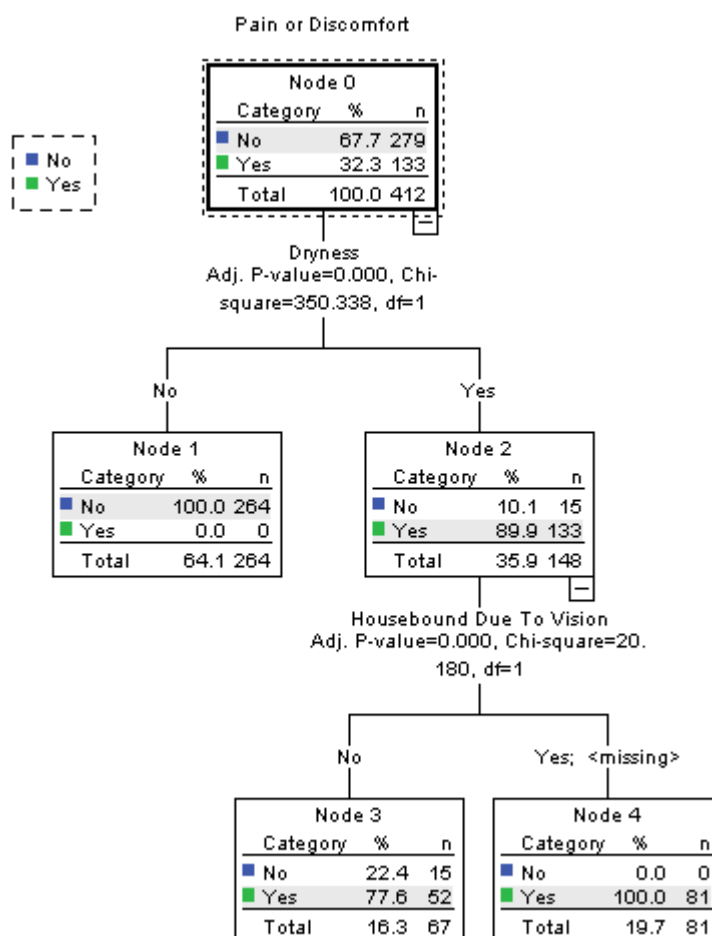 Pain or Discomfort
No
Yes
Node 0
Category % n
No 67.7 279
Yes 32.3 133
Total 100.0 412
Dryness
Adj. P-value=0.000, Chi-
square=350.338, df=1
No
Yes
Node 1
Category % n
No 100.0 264
Yes 0.0 0
Total 64.1 264
Node 2
Category % n
No 10.1 15
Yes 89.9 133
Total 35.9 148
Housebound Due To Vision
Adj. P-value=0.000, Chi-square=20.
180, df=1
No
Yes; <missing>
Node 3
Category % n
No 22.4 15
Yes 77.6 52
Total 16.3 67
Node 4
Category % n
No 0.0 0
Yes 100.0 81
Total 19.7 81